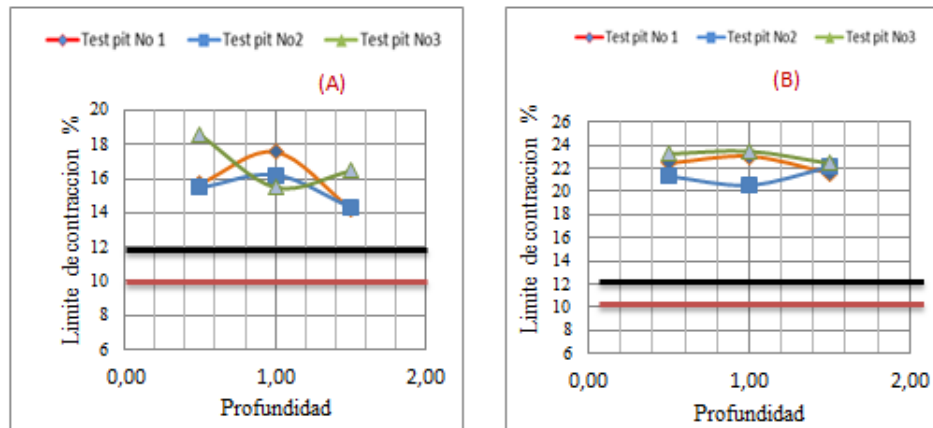 Test pit No 1 Test pit No2 Test pit No3
(A)
Limite de contraccion %
20
18
16
14
12
10
8
6
0,00 1,00 2,00
Profundidad
Test pit No 1 Test pit No2 Test pit No3
(B)
Limite de contraccion %
26
24
22
20
18
16
14
12
10
8
6
0,00 1,00 2,00
Profundidad